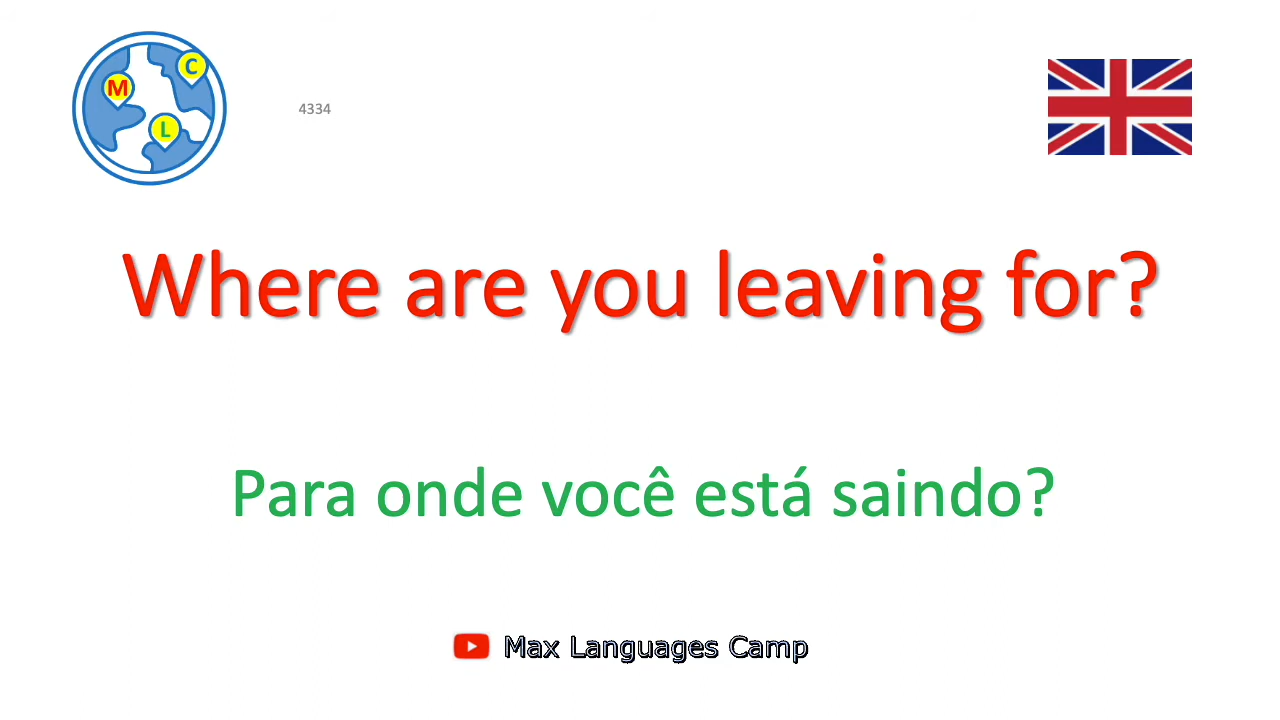 M
C
L
4334
Where are you leaving for?
Para onde você está saindo?
Max Languages Camp